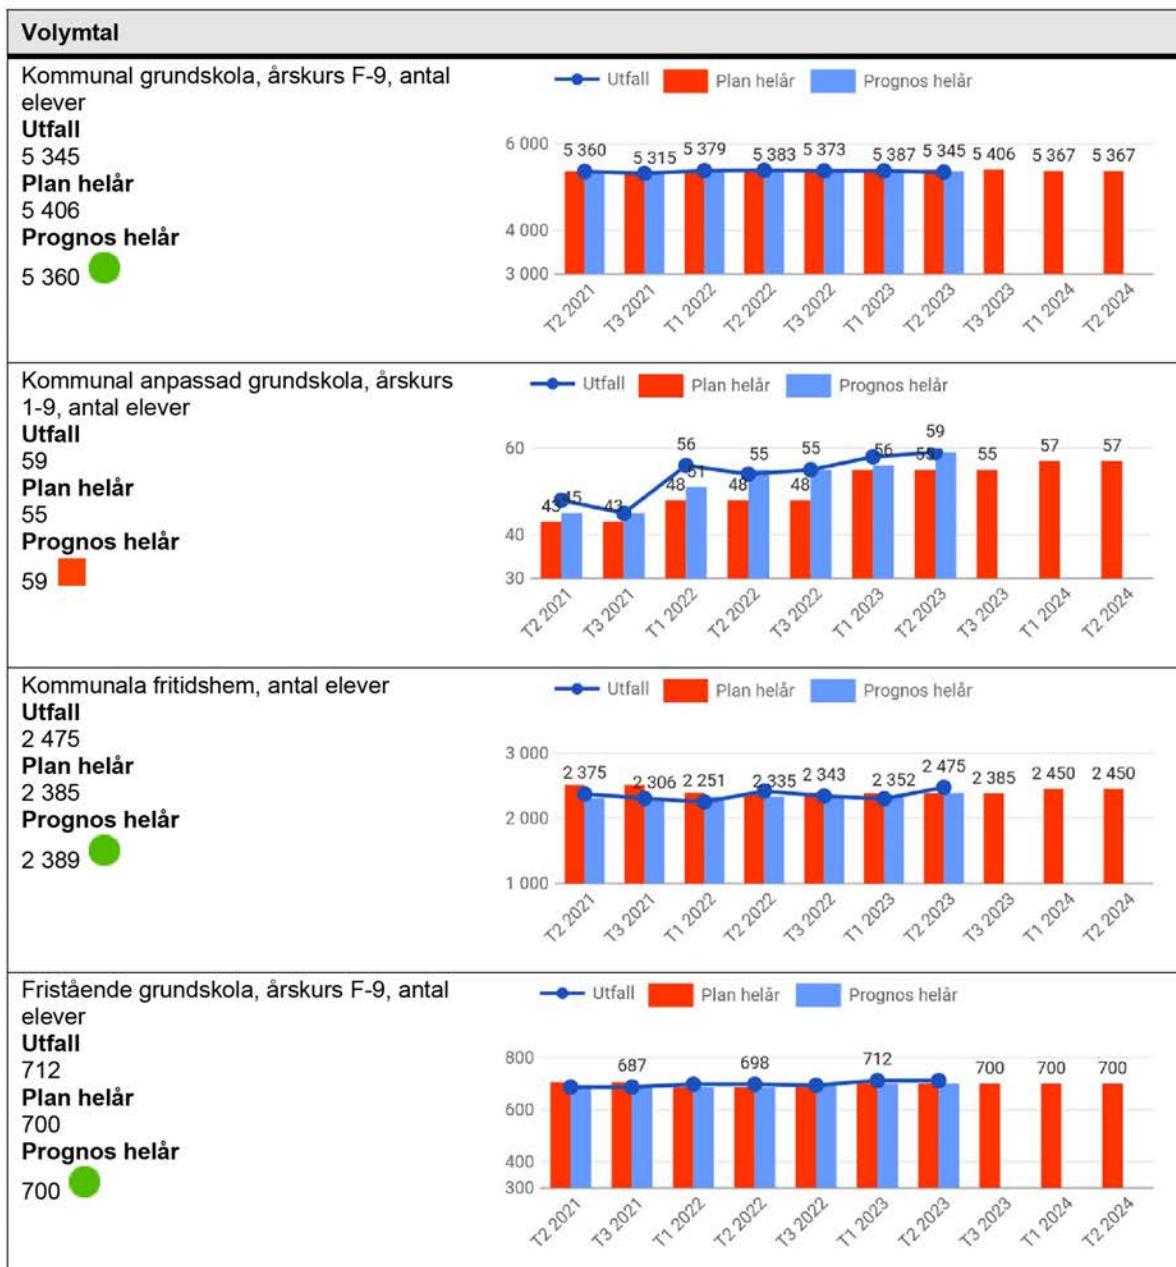 Volymtal
Kommunal grundskola, årskurs F-9, antal
elever
Utfall
5 345
Plan helår
5 406
Prognos helår
5 360
Utfall Plan helår Prognos helår
6 000
4 000
3 000
5 360 5 315 5 379 5 383 5 373 5 387 5 345 5 406 5 367 5 367
T2 2021 T3 2021 T1 2022 T2 2022 T3 2022 T1 2023 T2 2023 T3 2023 T1 2024 T2 2024
Kommunal anpassad grundskola, årskurs
1-9, antal elever
Utfall
59
Plan helår
55
Prognos helår
59
Utfall Plan helår Prognos helår
60
40
30
43 45 43 48 56 51 48 55 48 55 55 56 59 55 57 57
T2 2021 T3 2021 T1 2022 T2 2022 T3 2022 T1 2023 T2 2023 T3 2023 T1 2024 T2 2024
Kommunala fritidshem, antal elever
Utfall
2 475
Plan helår
2 385
Prognos helår
2 389
Utfall Plan helår Prognos helår
3 000
2 000
1 000
2 375 2 306 2 251 2 335 2 343 2 352 2 475 2 385 2 450 2 450
T2 2021 T3 2021 T1 2022 T2 2022 T3 2022 T1 2023 T2 2023 T3 2023 T1 2024 T2 2024
Fristående grundskola, årskurs F-9, antal
elever
Utfall
712
Plan helår
700
Prognos helår
700
Utfall Plan helår Prognos helår
800
600
400
300
687 698 712 700 700 700
T2 2021 T3 2021 T1 2022 T2 2022 T3 2022 T1 2023 T2 2023 T3 2023 T1 2024 T2 2024